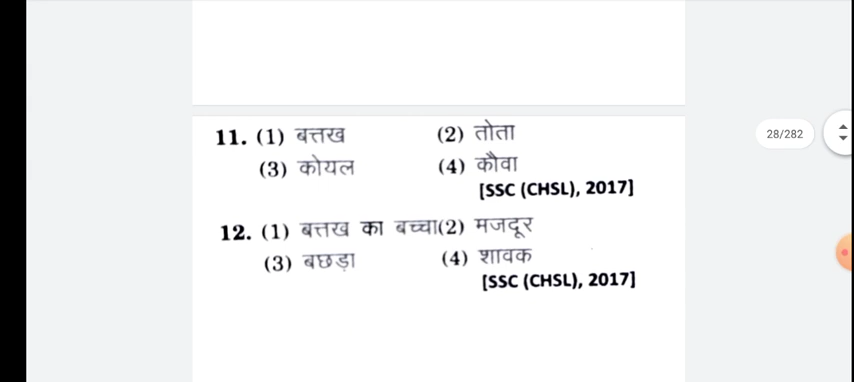 11. (1) बत्तख (2) तोता
(3) कोयल (4) कौवा
[SSC (CHSL), 2017]
28/282
12. (1) बत्तख का बच्चा(2) मजदूर
(3) बछड़ा (4) शावक
[SSC (CHSL), 2017]